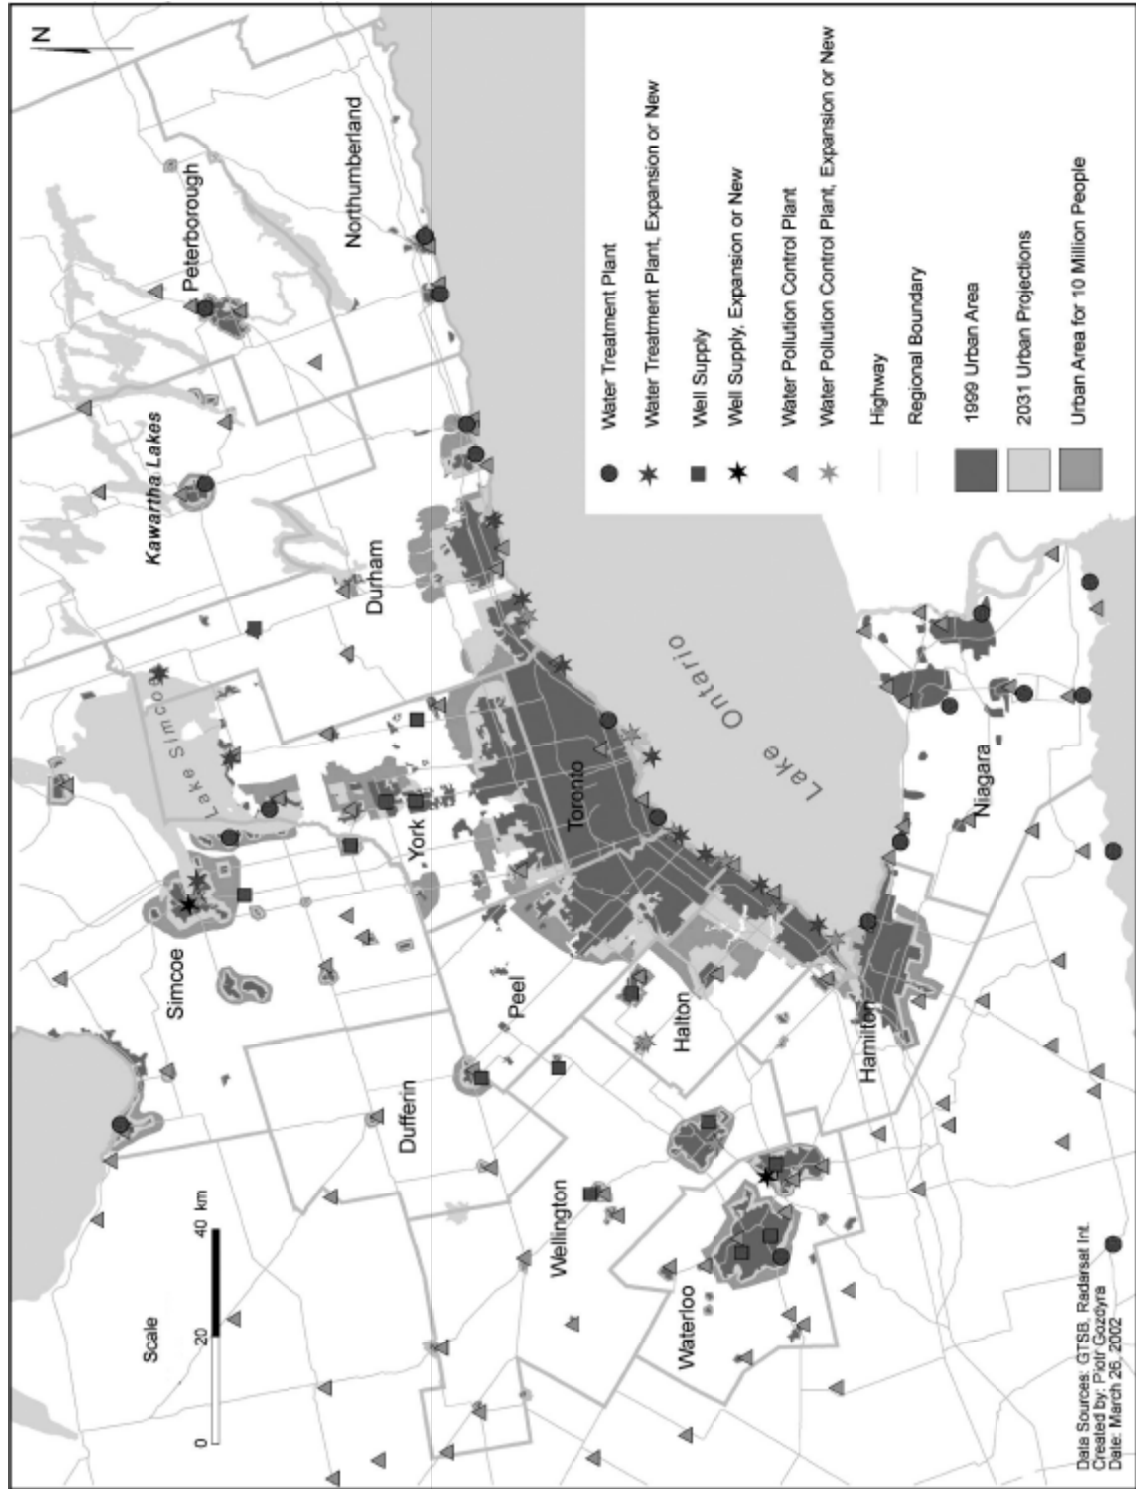 N
Peterborough
Northumberland
Kawartha Lakes
Durham
Lake Simcoe
York
Toronto
Simcoe
Peel
Halton
Hamilton
Dufferin
Wellington
Waterloo
Niagara
Lake Ontario
Scale
0 20 40 km
Water Treatment Plant
Water Treatment Plant, Expansion or New
Well Supply
Well Supply, Expansion or New
Water Pollution Control Plant
Water Pollution Control Plant, Expansion or New
Highway
Regional Boundary
1999 Urban Area
2031 Urban Projections
Urban Area for 10 Million People
Data Sources: GTSB, Radarsat Int.
Created by: Piotr Gozdyra
Date: March 26, 2002